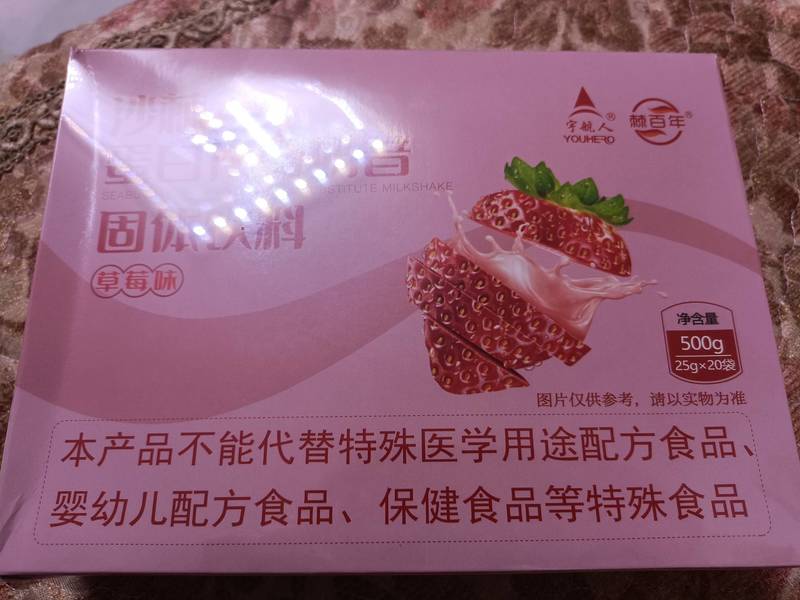 宇航人®
YOUHERO
棘百年®
STITUTE MILKSHAKE
固体饮料
草莓味
净含量
500g
25g×20袋
图片仅供参考，请以实物为准
本产品不能代替特殊医学用途配方食品、
婴幼儿配方食品、保健食品等特殊食品